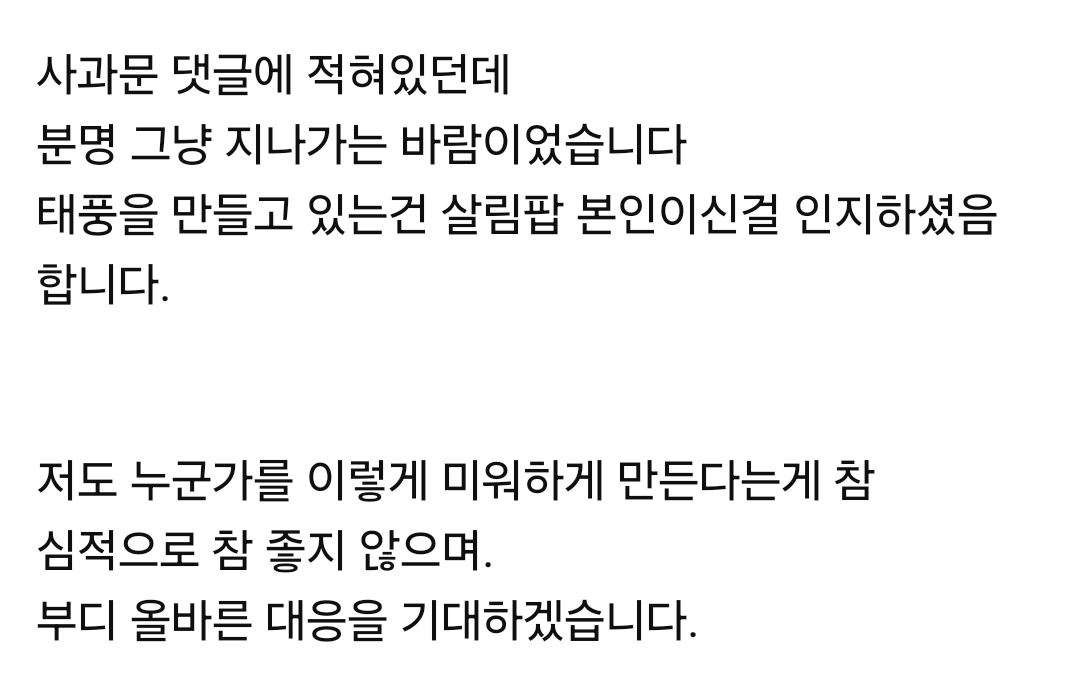 사과문 댓글에 적혀있던데
분명 그냥 지나가는 바람이었습니다
태풍을 만들고 있는건 살림팝 본인이신걸 인지하셨음
합니다.
저도 누군가를 이렇게 미워하게 만든다는게 참
심적으로 참 좋지 않으며.
부디 올바른 대응을 기대하겠습니다.